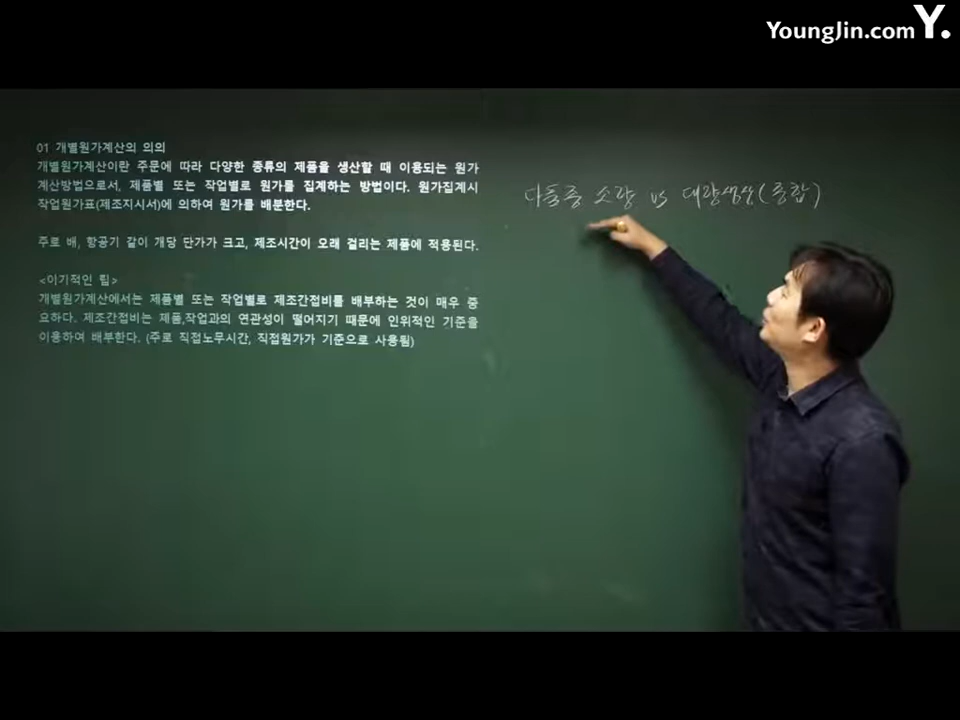 YoungJin.com Y.
01 개별원가계산의 의의
개별원가계산이란 주문에 따라 다양한 종류의 제품을 생산할 때 이용되는 원가
계산방법으로서, 제품별 또는 작업별로 원가를 집계하는 방법이다. 원가집계시
작업원가표(제조지시서)에 의하여 원가를 배분한다.
주로 배, 항공기 같이 개당 단가가 크고, 제조시간이 오래 걸리는 제품에 적용된다.
<이기적인 팁>
개별원가계산에서는 제품별 또는 작업별로 제조간접비를 배부하는 것이 매우 중
요하다. 제조간접비는 제품,작업과의 연관성이 떨어지기 때문에 인위적인 기준을
이용하여 배부한다. (주로 직접노무시간, 직접원가가 기준으로 사용됨)
다품종 소량 vs 대량생산(종합)